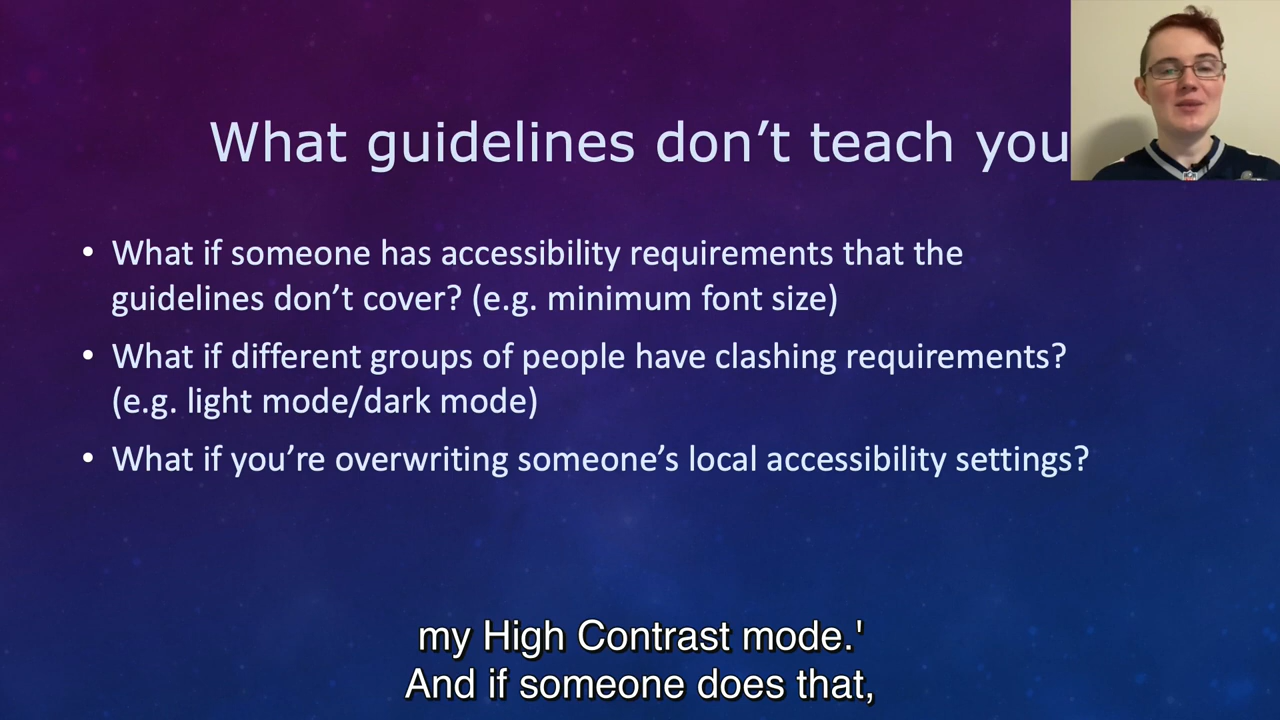 What guidelines don’t teach you
• What if someone has accessibility requirements that the
guidelines don’t cover? (e.g. minimum font size)
• What if different groups of people have clashing requirements?
(e.g. light mode/dark mode)
• What if you’re overwriting someone’s local accessibility settings?
my High Contrast mode.'
And if someone does that,